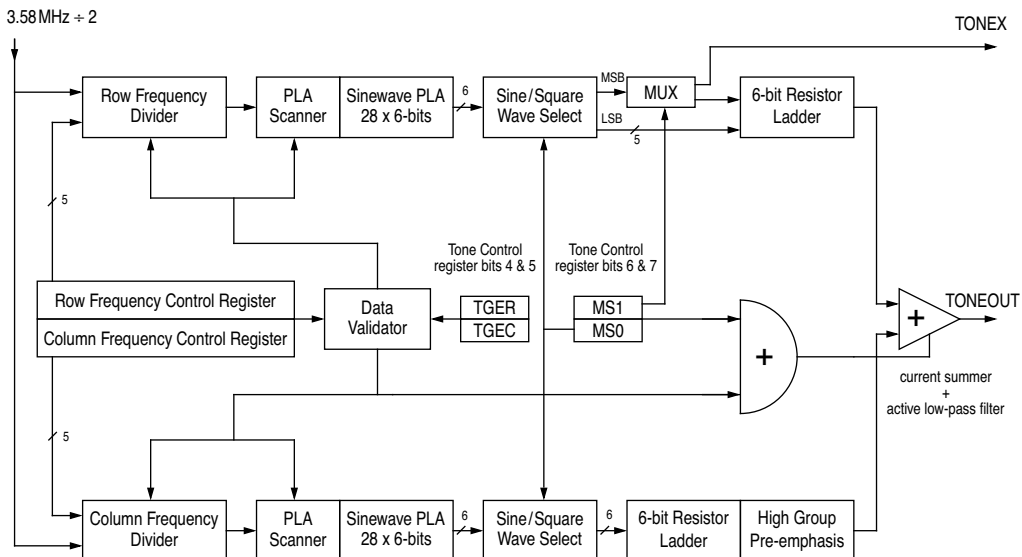 3.58 MHz ÷ 2
TONEX
Row Frequency
Divider
PLA
Scanner
Sinewave PLA
28 x 6-bits
6
Sine/Square
Wave Select
MSB
LSB
5
MUX
6-bit Resistor
Ladder
5
Tone Control
register bits 4 & 5
Tone Control
register bits 6 & 7
Row Frequency Control Register
Column Frequency Control Register
Data
Validator
TGER
TGEC
MS1
MS0
+
+
TONEOUT
current summer
+
active low-pass filter
5
Column Frequency
Divider
PLA
Scanner
Sinewave PLA
28 x 6-bits
6
Sine/Square
Wave Select
6
6-bit Resistor
Ladder
High Group
Pre-emphasis